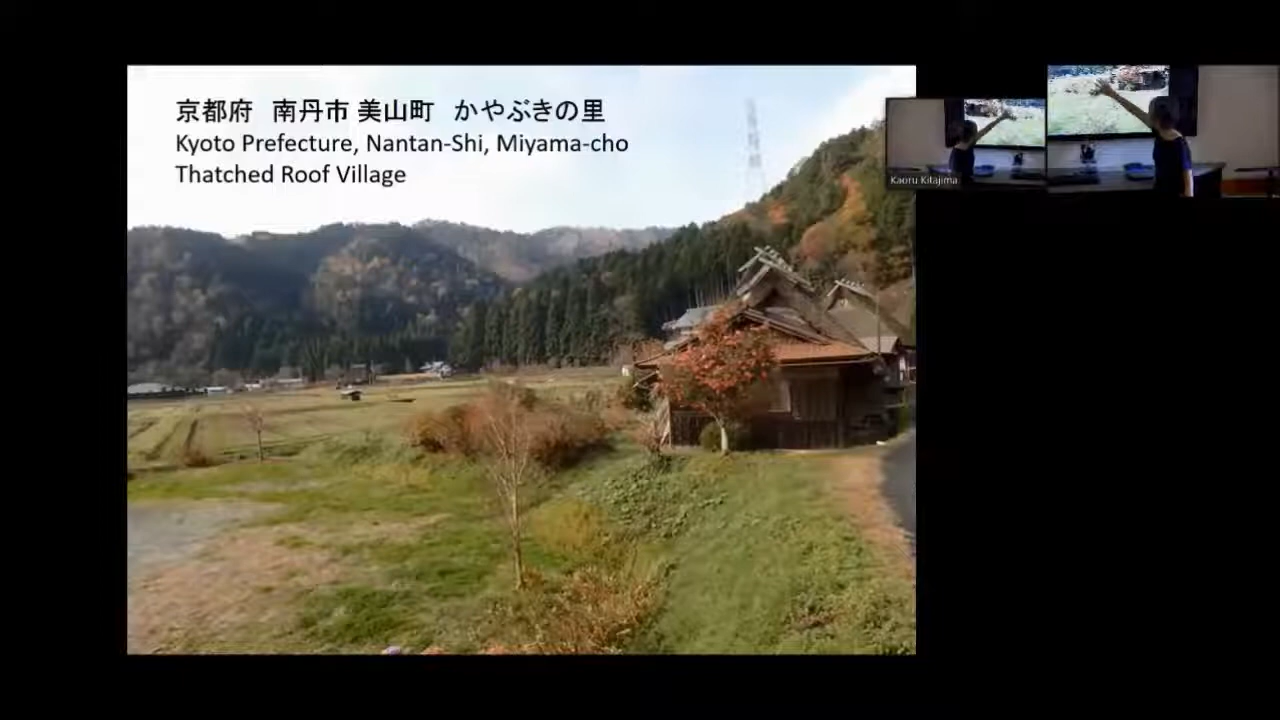 京都府　南丹市 美山町　かやぶきの里
Kyoto Prefecture, Nantan-Shi, Miyama-cho
Thatched Roof Village
Kaoru Kitajima